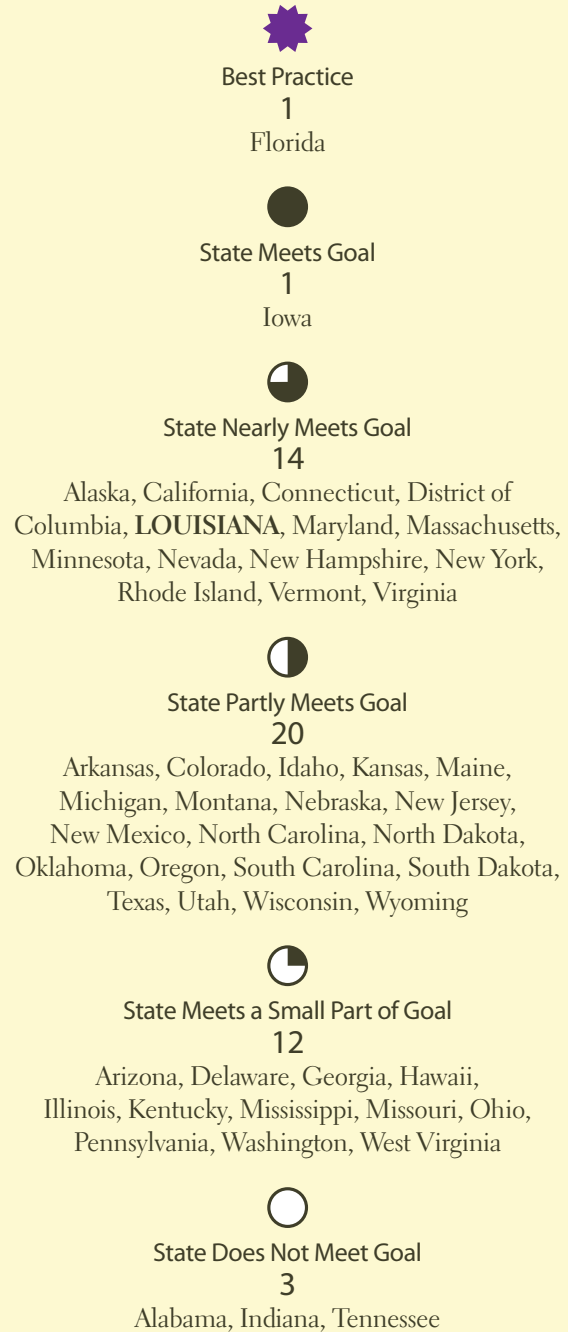 Best Practice
1
Florida
State Meets Goal
1
Iowa
State Nearly Meets Goal
14
Alaska, California, Connecticut, District of
Columbia, LOUISIANA, Maryland, Massachusetts,
Minnesota, Nevada, New Hampshire, New York,
Rhode Island, Vermont, Virginia
State Partly Meets Goal
20
Arkansas, Colorado, Idaho, Kansas, Maine,
Michigan, Montana, Nebraska, New Jersey,
New Mexico, North Carolina, North Dakota,
Oklahoma, Oregon, South Carolina, South Dakota,
Texas, Utah, Wisconsin, Wyoming
State Meets a Small Part of Goal
12
Arizona, Delaware, Georgia, Hawaii,
Illinois, Kentucky, Mississippi, Missouri, Ohio,
Pennsylvania, Washington, West Virginia
State Does Not Meet Goal
3
Alabama, Indiana, Tennessee